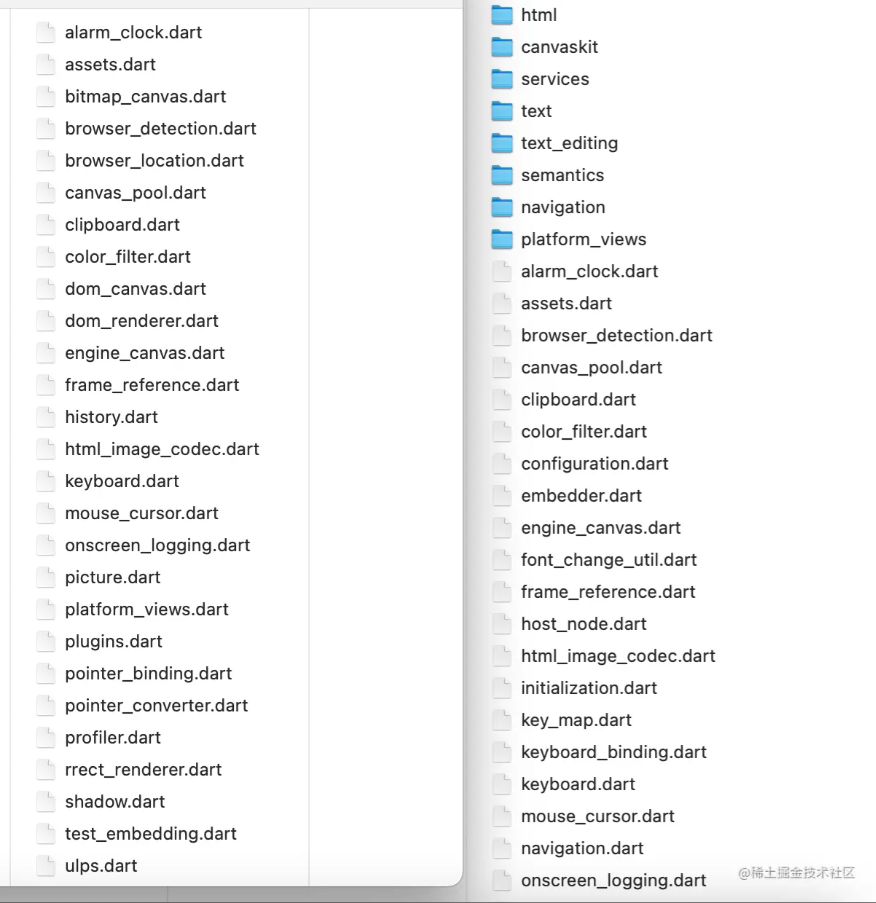 alarm_clock.dart
assets.dart
bitmap_canvas.dart
browser_detection.dart
browser_location.dart
canvas_pool.dart
clipboard.dart
color_filter.dart
dom_canvas.dart
dom_renderer.dart
engine_canvas.dart
frame_reference.dart
history.dart
html_image_codec.dart
keyboard.dart
mouse_cursor.dart
onscreen_logging.dart
picture.dart
platform_views.dart
plugins.dart
pointer_binding.dart
pointer_converter.dart
profiler.dart
rrect_renderer.dart
shadow.dart
test_embedding.dart
ulps.dart
html
canvaskit
services
text
text_editing
semantics
navigation
platform_views
alarm_clock.dart
assets.dart
browser_detection.dart
canvas_pool.dart
clipboard.dart
color_filter.dart
configuration.dart
embedder.dart
engine_canvas.dart
font_change_util.dart
frame_reference.dart
host_node.dart
html_image_codec.dart
initialization.dart
key_map.dart
keyboard_binding.dart
keyboard.dart
mouse_cursor.dart
navigation.dart
onscreen_logging.dart
@稀土掘金技术社区